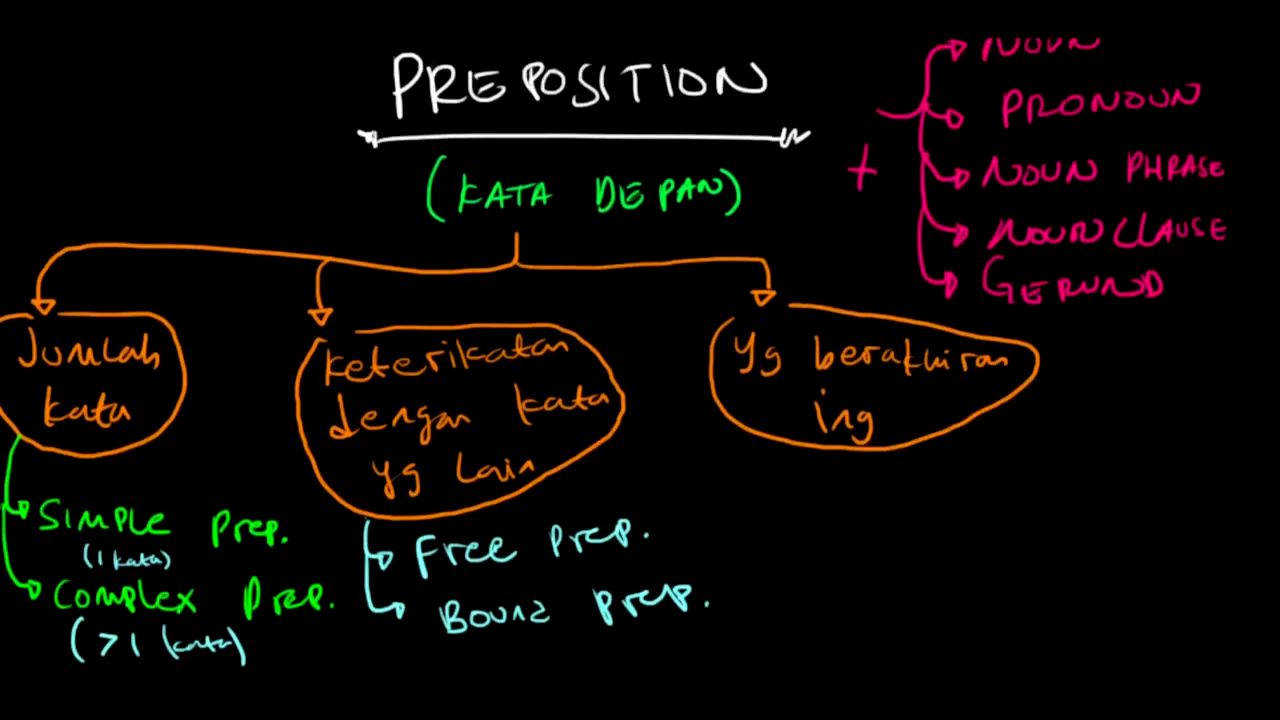 PREPOSITION
(KATA DEPAN)
+
NOUN
PRONOUN
NOUN PHRASE
NOUN CLAUSE
GERUND
Jumlah
kata
Simple Prep.
(1 kata)
Complex Prep.
(>1 kata)
keterikatan
dengan kata
yg lain
Free Prep.
Bound prep.
Yg berakhiran
ing